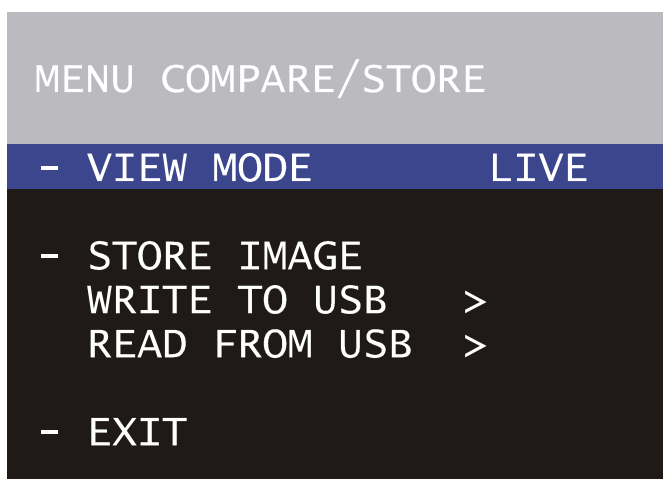 MENU COMPARE/STORE
- VIEW MODE LIVE
- STORE IMAGE
WRITE TO USB >
READ FROM USB >
- EXIT